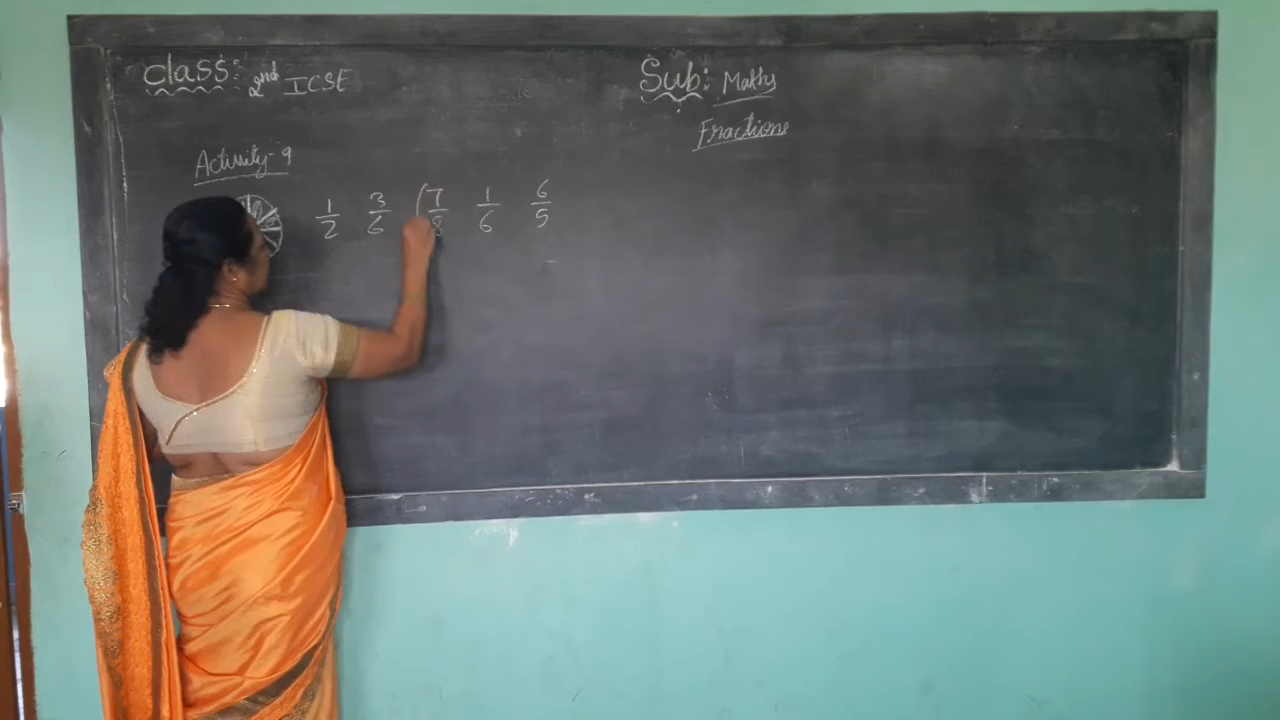 Class: 2nd ICSE
Sub: Maths
Fractions
Activity-9
1/2 3/6 (7/8 1/6 6/5